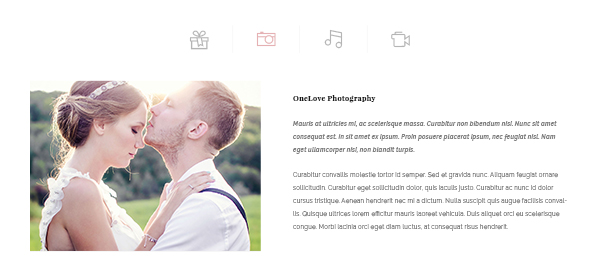 OneLove Photography
Mauris at ultricies mi, ac scelerisque massa. Curabitur non bibendum nisl. Nunc sit amet
consequat est. In sit amet ex ipsum. Proin posuere placerat ipsum, nec feugiat nisl. Nam
eget ullamcorper nisl, non blandit turpis.
Curabitur convallis molestie tortor id semper. Sed et gravida nunc. Aliquam feugiat ornare
sollicitudin. Curabitur eget sollicitudin dolor, quis iaculis justo. Curabitur ac nunc id dolor
cursus tristique. Aenean hendrerit nec mi a dictum. Nulla suscipit quis augue facilisis conval-
lis. Quisque ultrices lorem efficitur mauris laoreet vehicula. Duis aliquet orci eu scelerisque
congue. Morbi lacinia orci eget diam luctus, at consequat risus hendrerit.